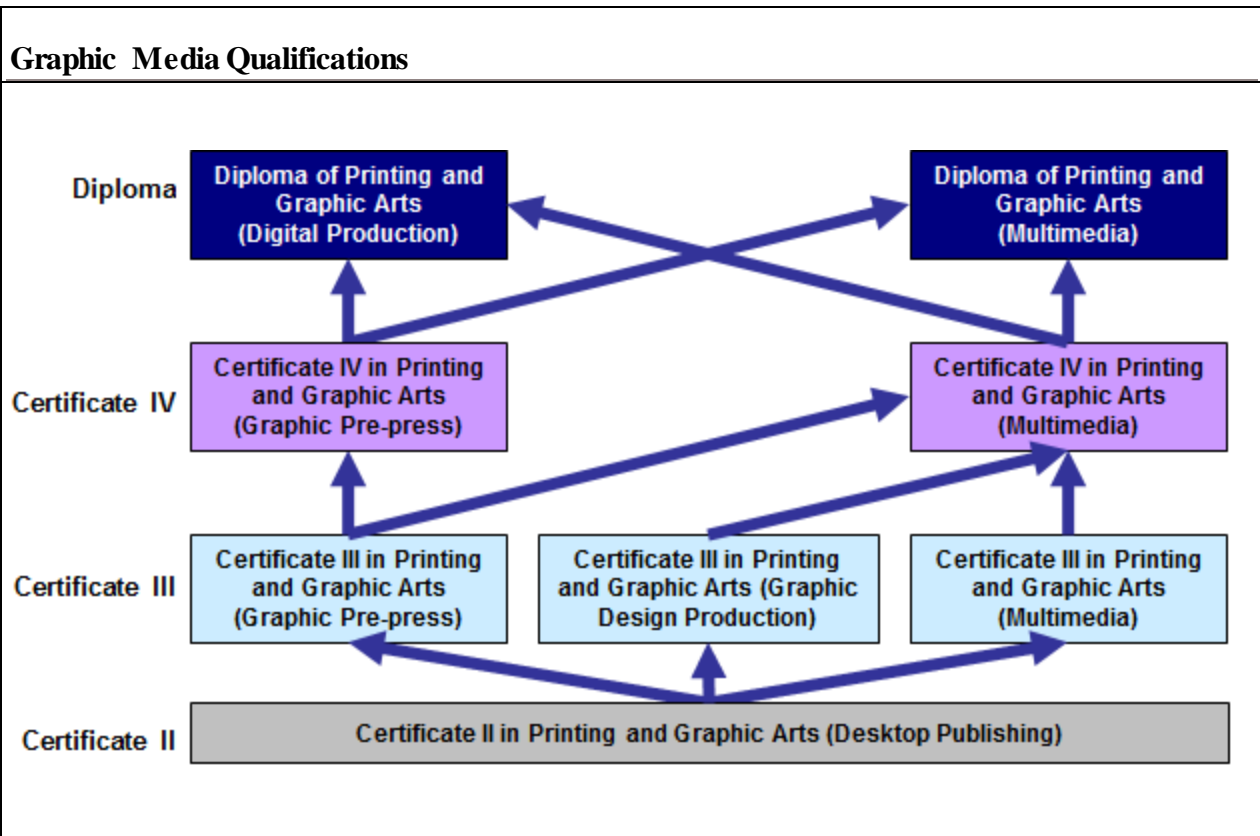 Graphic Media Qualifications
Diploma
Diploma of Printing and
Graphic Arts
(Digital Production)
Diploma of Printing and
Graphic Arts
(Multimedia)
Certificate IV
Certificate IV in Printing
and Graphic Arts
(Graphic Pre-press)
Certificate IV in Printing
and Graphic Arts
(Multimedia)
Certificate III
Certificate III in Printing
and Graphic Arts
(Graphic Pre-press)
Certificate III in Printing
and Graphic Arts (Graphic
Design Production)
Certificate III in Printing
and Graphic Arts
(Multimedia)
Certificate II
Certificate II in Printing and Graphic Arts (Desktop Publishing)